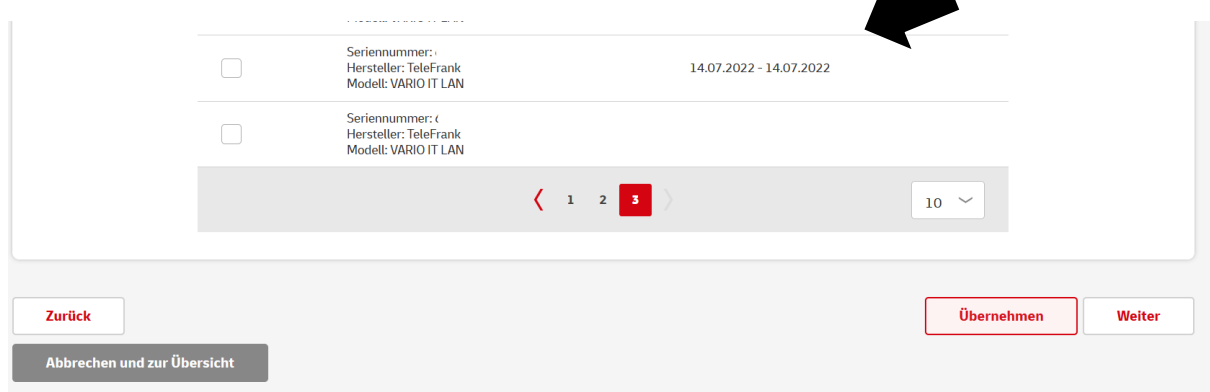 Seriennummer:
Hersteller: TeleFrank
14.07.2022 - 14.07.2022
Modell: VARIO IT LAN
Seriennummer:
Hersteller: TeleFrank
Modell: VARIO IT LAN
1 2 3
10
Zurück
Übernehmen
Weiter
Abbrechen und zur Übersicht